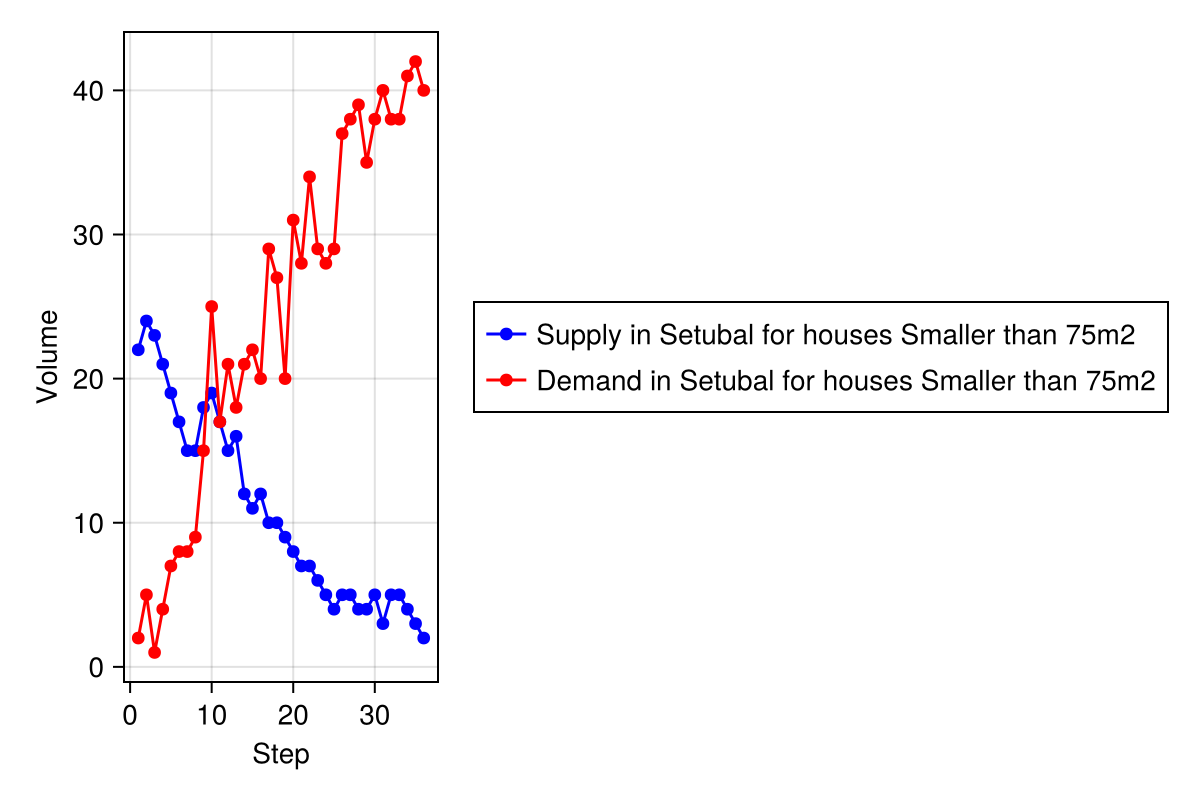 40
30
20
10
0
Volume
0 10 20 30
Step
Supply in Setubal for houses Smaller than 75m2
Demand in Setubal for houses Smaller than 75m2